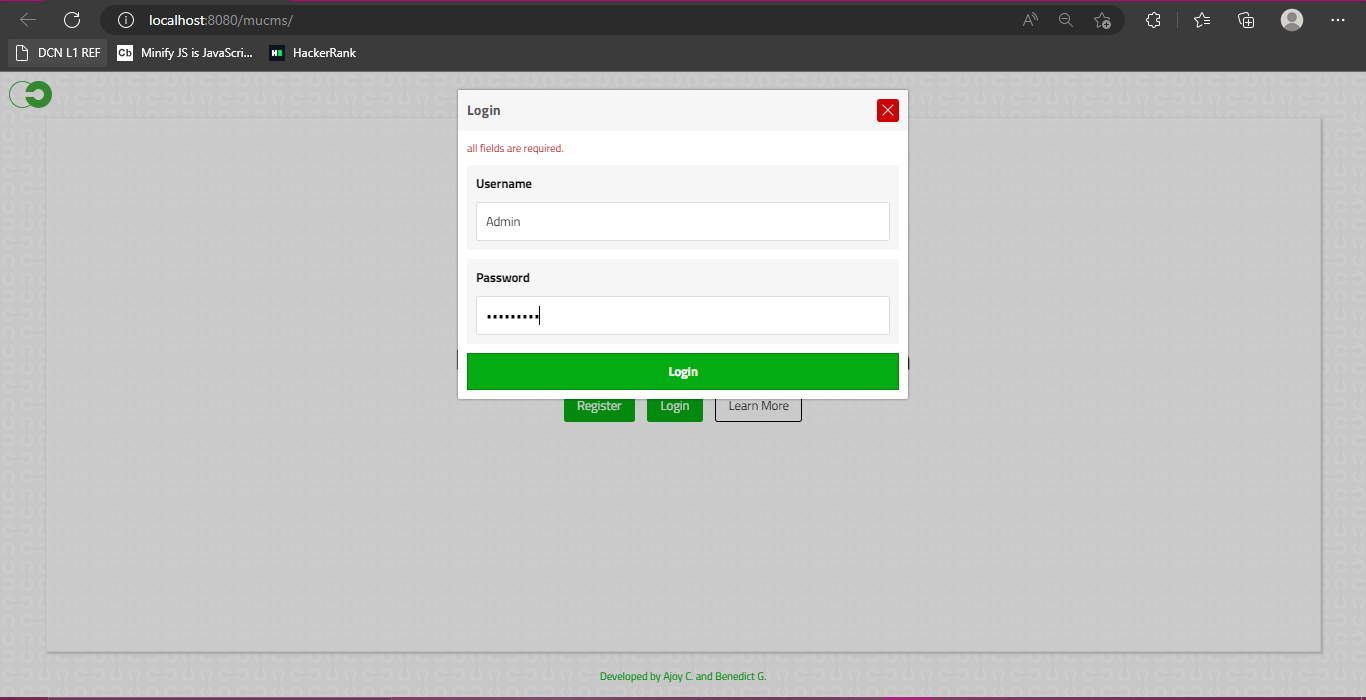 localhost:8080/mucms/
DCN L1 REF
Cb Minify JS is JavaScri...
H HackerRank
Login
all fields are required.
Username
Admin
Password
Login
Register
Login
Learn More
Developed by Ajoy C. and Benedict G.